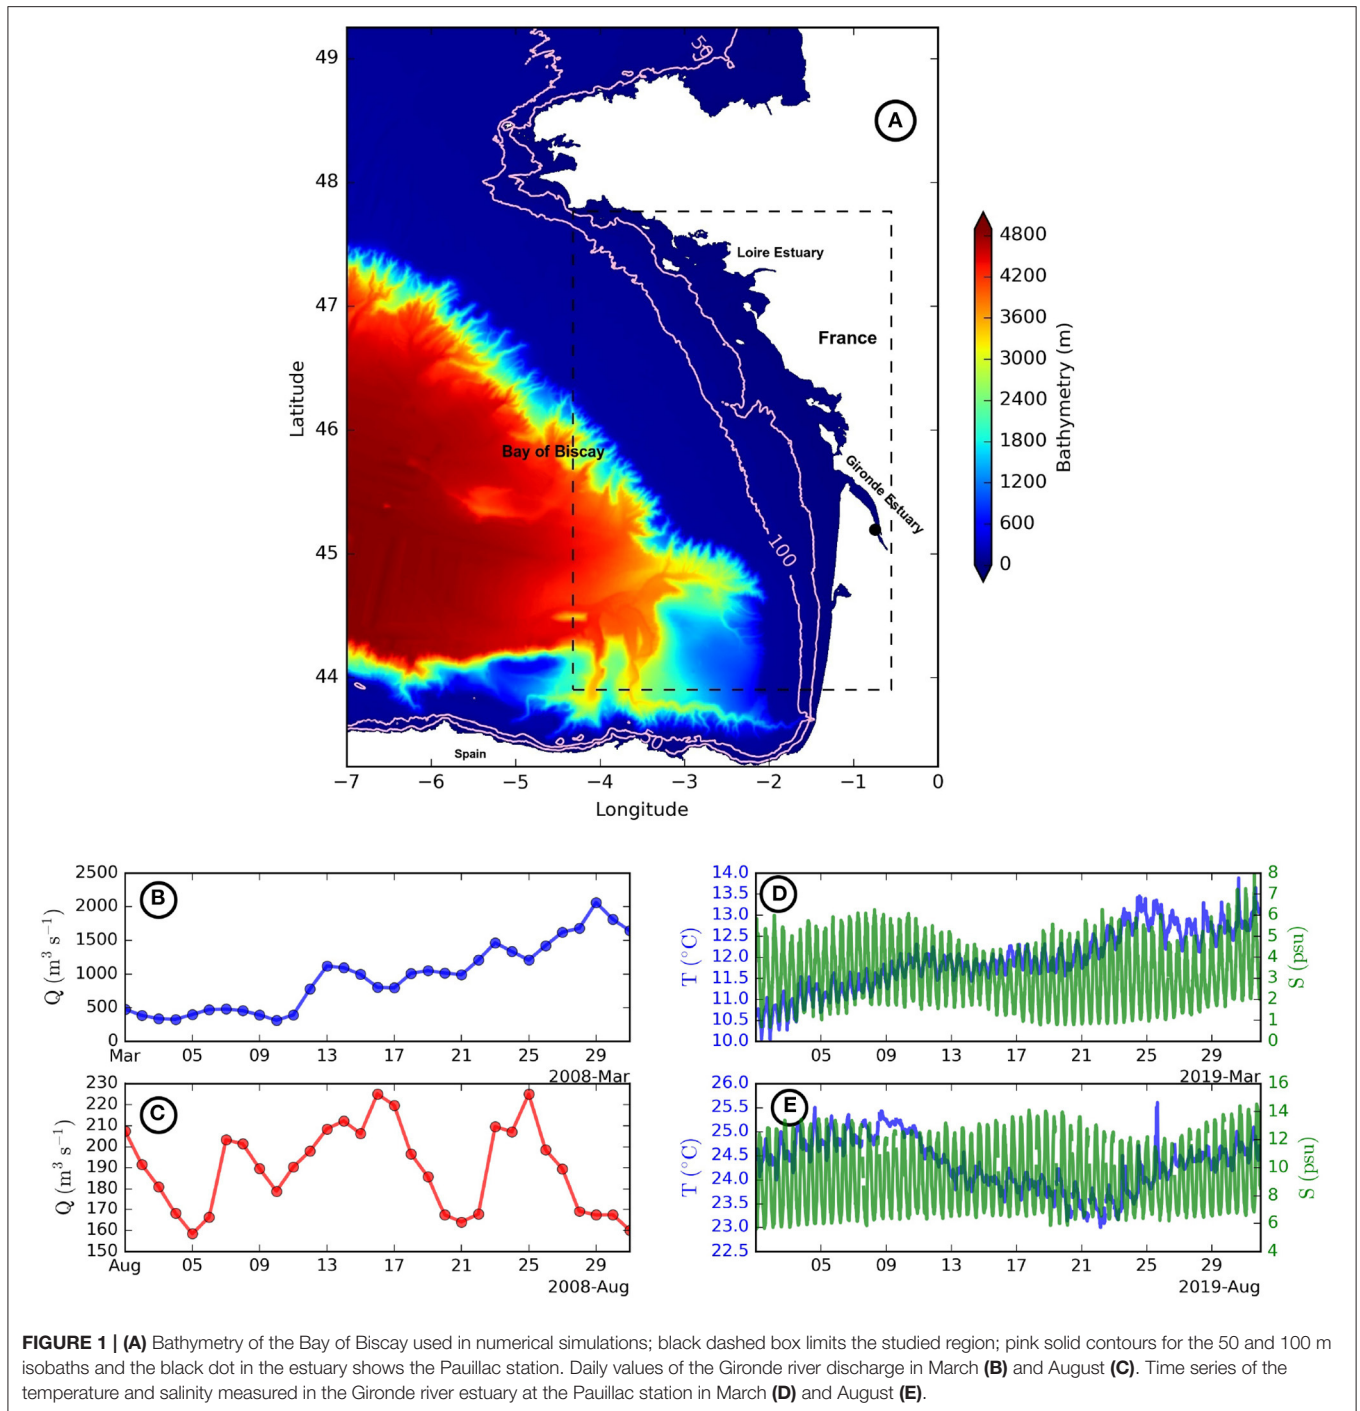 49
48
47
46
45
44
Latitude
−7 −6 −5 −4 −3 −2 −1 0
Longitude
50
100
A
Loire Estuary
France
Bay of Biscay
Gironde Estuary
Spain
4800
4200
3600
3000
2400
1800
1200
600
0
Bathymetry (m)
2500
2000
1500
1000
500
0
Q (m³ s⁻¹)
B
Mar 05 09 13 17 21 25 29
2008-Mar
230
220
210
200
190
180
170
160
150
Q (m³ s⁻¹)
C
Aug 05 09 13 17 21 25 29
2008-Aug
14.0
13.5
13.0
12.5
12.0
11.5
11.0
10.5
10.0
T (°C)
D
8
7
6
5
4
3
2
1
0
S (psu)
05 09 13 17 21 25 29
2019-Mar
26.0
25.5
25.0
24.5
24.0
23.5
23.0
22.5
T (°C)
E
16
14
12
10
8
6
4
S (psu)
05 09 13 17 21 25 29
2019-Aug
FIGURE 1 | (A) Bathymetry of the Bay of Biscay used in numerical simulations; black dashed box limits the studied region; pink solid contours for the 50 and 100 m
isobaths and the black dot in the estuary shows the Pauillac station. Daily values of the Gironde river discharge in March (B) and August (C). Time series of the
temperature and salinity measured in the Gironde river estuary at the Pauillac station in March (D) and August (E).